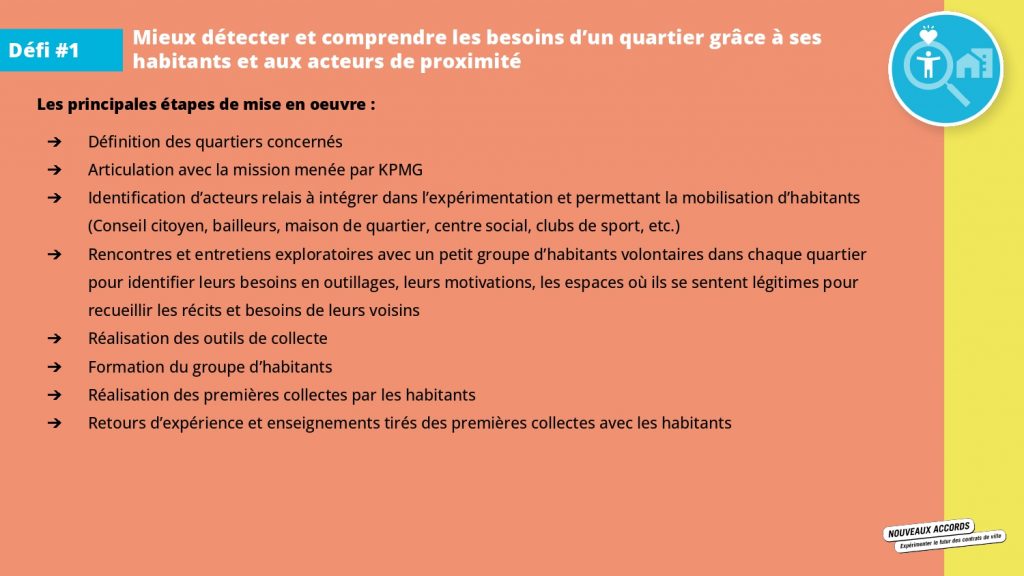 Défi #1
Mieux détecter et comprendre les besoins d’un quartier grâce à ses
habitants et aux acteurs de proximité
Les principales étapes de mise en oeuvre :
➔ Définition des quartiers concernés
➔ Articulation avec la mission menée par KPMG
➔ Identification d’acteurs relais à intégrer dans l’expérimentation et permettant la mobilisation d’habitants
(Conseil citoyen, bailleurs, maison de quartier, centre social, clubs de sport, etc.)
➔ Rencontres et entretiens exploratoires avec un petit groupe d’habitants volontaires dans chaque quartier
pour identifier leurs besoins en outillages, leurs motivations, les espaces où ils se sentent légitimes pour
recueillir les récits et besoins de leurs voisins
➔ Réalisation des outils de collecte
➔ Formation du groupe d’habitants
➔ Réalisation des premières collectes par les habitants
➔ Retours d’expérience et enseignements tirés des premières collectes avec les habitants
NOUVEAUX ACCORDS
Expérimenter le futur des contrats de ville